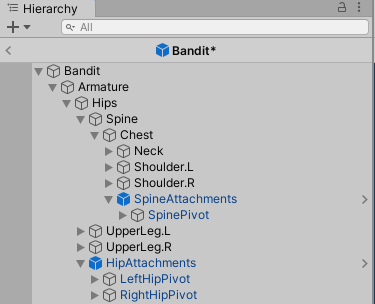 Hierarchy
All
Bandit*
Bandit
Armature
Hips
Spine
Chest
Neck
Shoulder.L
Shoulder.R
SpineAttachments
SpinePivot
UpperLeg.L
UpperLeg.R
HipAttachments
LeftHipPivot
RightHipPivot